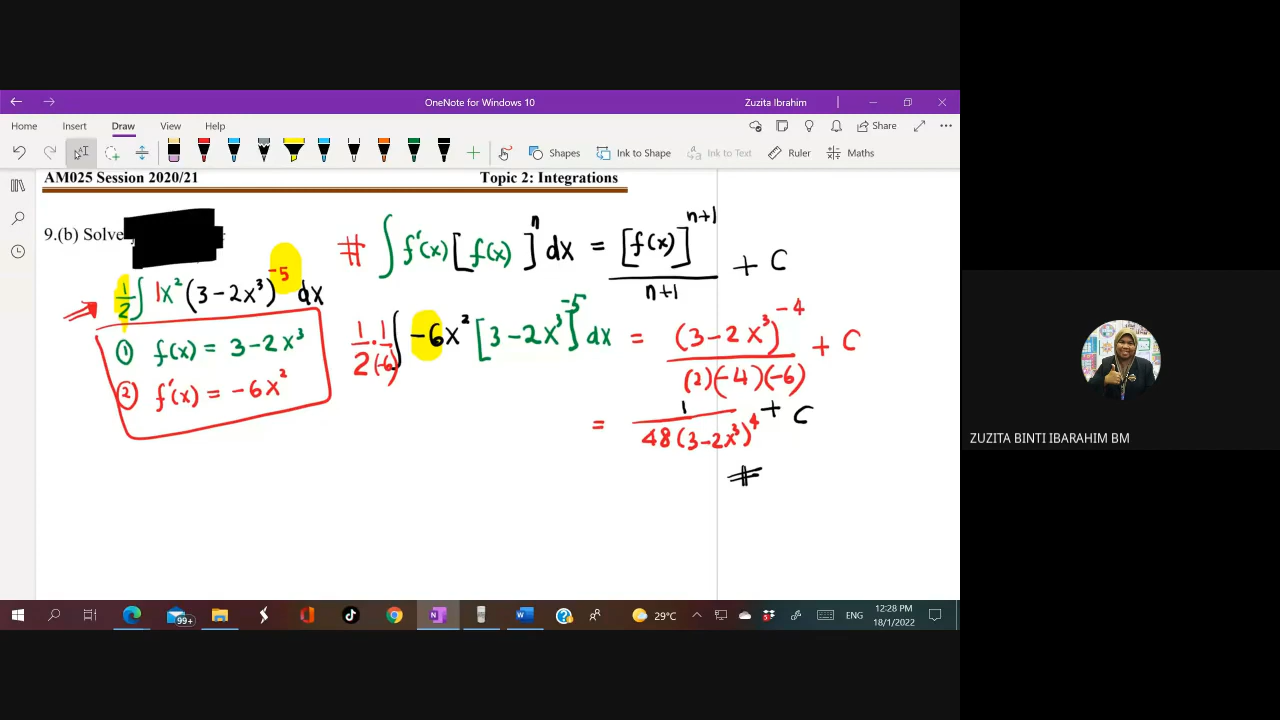 OneNote for Windows 10
Zuzita Ibrahim
Home Insert Draw View Help
Share
Shapes Ink to Shape Ink to Text Ruler Maths
AM025 Session 2020/21 Topic 2: Integrations
9.(b) Solve
# ∫ f'(x) [f(x)]^n dx = [f(x)]^(n+1) / (n+1) + C
1/2 ∫ 1x² (3 - 2x³)^-5 dx
① f(x) = 3 - 2x³
② f'(x) = -6x²
1/2 · 1/(-6) ∫ -6x² [3 - 2x³]^-5 dx = (3 - 2x³)^-4 / (2)(-4)(-6) + C
= 1 / 48(3 - 2x³)^4 + C
#
ZUZITA BINTI IBARAHIM BM
99+
29°C
ENG
12:28 PM
18/1/2022